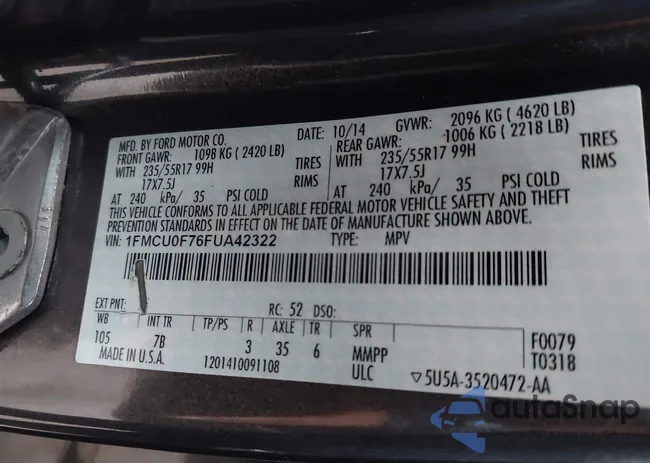 MFD. BY FORD MOTOR CO. DATE: 10/14 GVWR: 2096 KG ( 4620 LB)
FRONT GAWR: 1098 KG ( 2420 LB) REAR GAWR: 1006 KG ( 2218 LB)
WITH 235/55R17 99H TIRES WITH 235/55R17 99H TIRES
17X7.5J RIMS 17X7.5J RIMS
AT 240 kPa/ 35 PSI COLD AT 240 kPa/ 35 PSI COLD
THIS VEHICLE CONFORMS TO ALL APPLICABLE FEDERAL MOTOR VEHICLE SAFETY AND THEFT
PREVENTION STANDARDS IN EFFECT ON THE DATE OF MANUFACTURE SHOWN ABOVE.
VIN: 1FMCU0F76FUA42322 TYPE: MPV
EXT PNT: RC: 52 DSO:
WB INT TR TP/PS R AXLE TR SPR F0079
105 7B 3 35 6 MMPP T0318
MADE IN U.S.A. 1201410091108 ULC ▽5U5A-3520472-AA
autoSnap